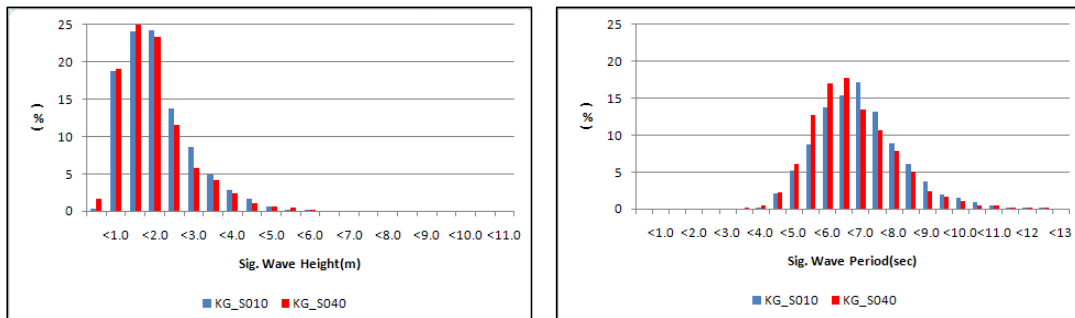 25
20
15
10
5
0
( % )
<1.0 <2.0 <3.0 <4.0 <5.0 <6.0 <7.0 <8.0 <9.0 <10.0 <11.0
Sig. Wave Height(m)
KG_S010 KG_S040
25
20
15
10
5
0
( % )
<1.0 <2.0 <3.0 <4.0 <5.0 <6.0 <7.0 <8.0 <9.0 <10.0 <11.0 <12 <13
Sig. Wave Period(sec)
KG_S010 KG_S040